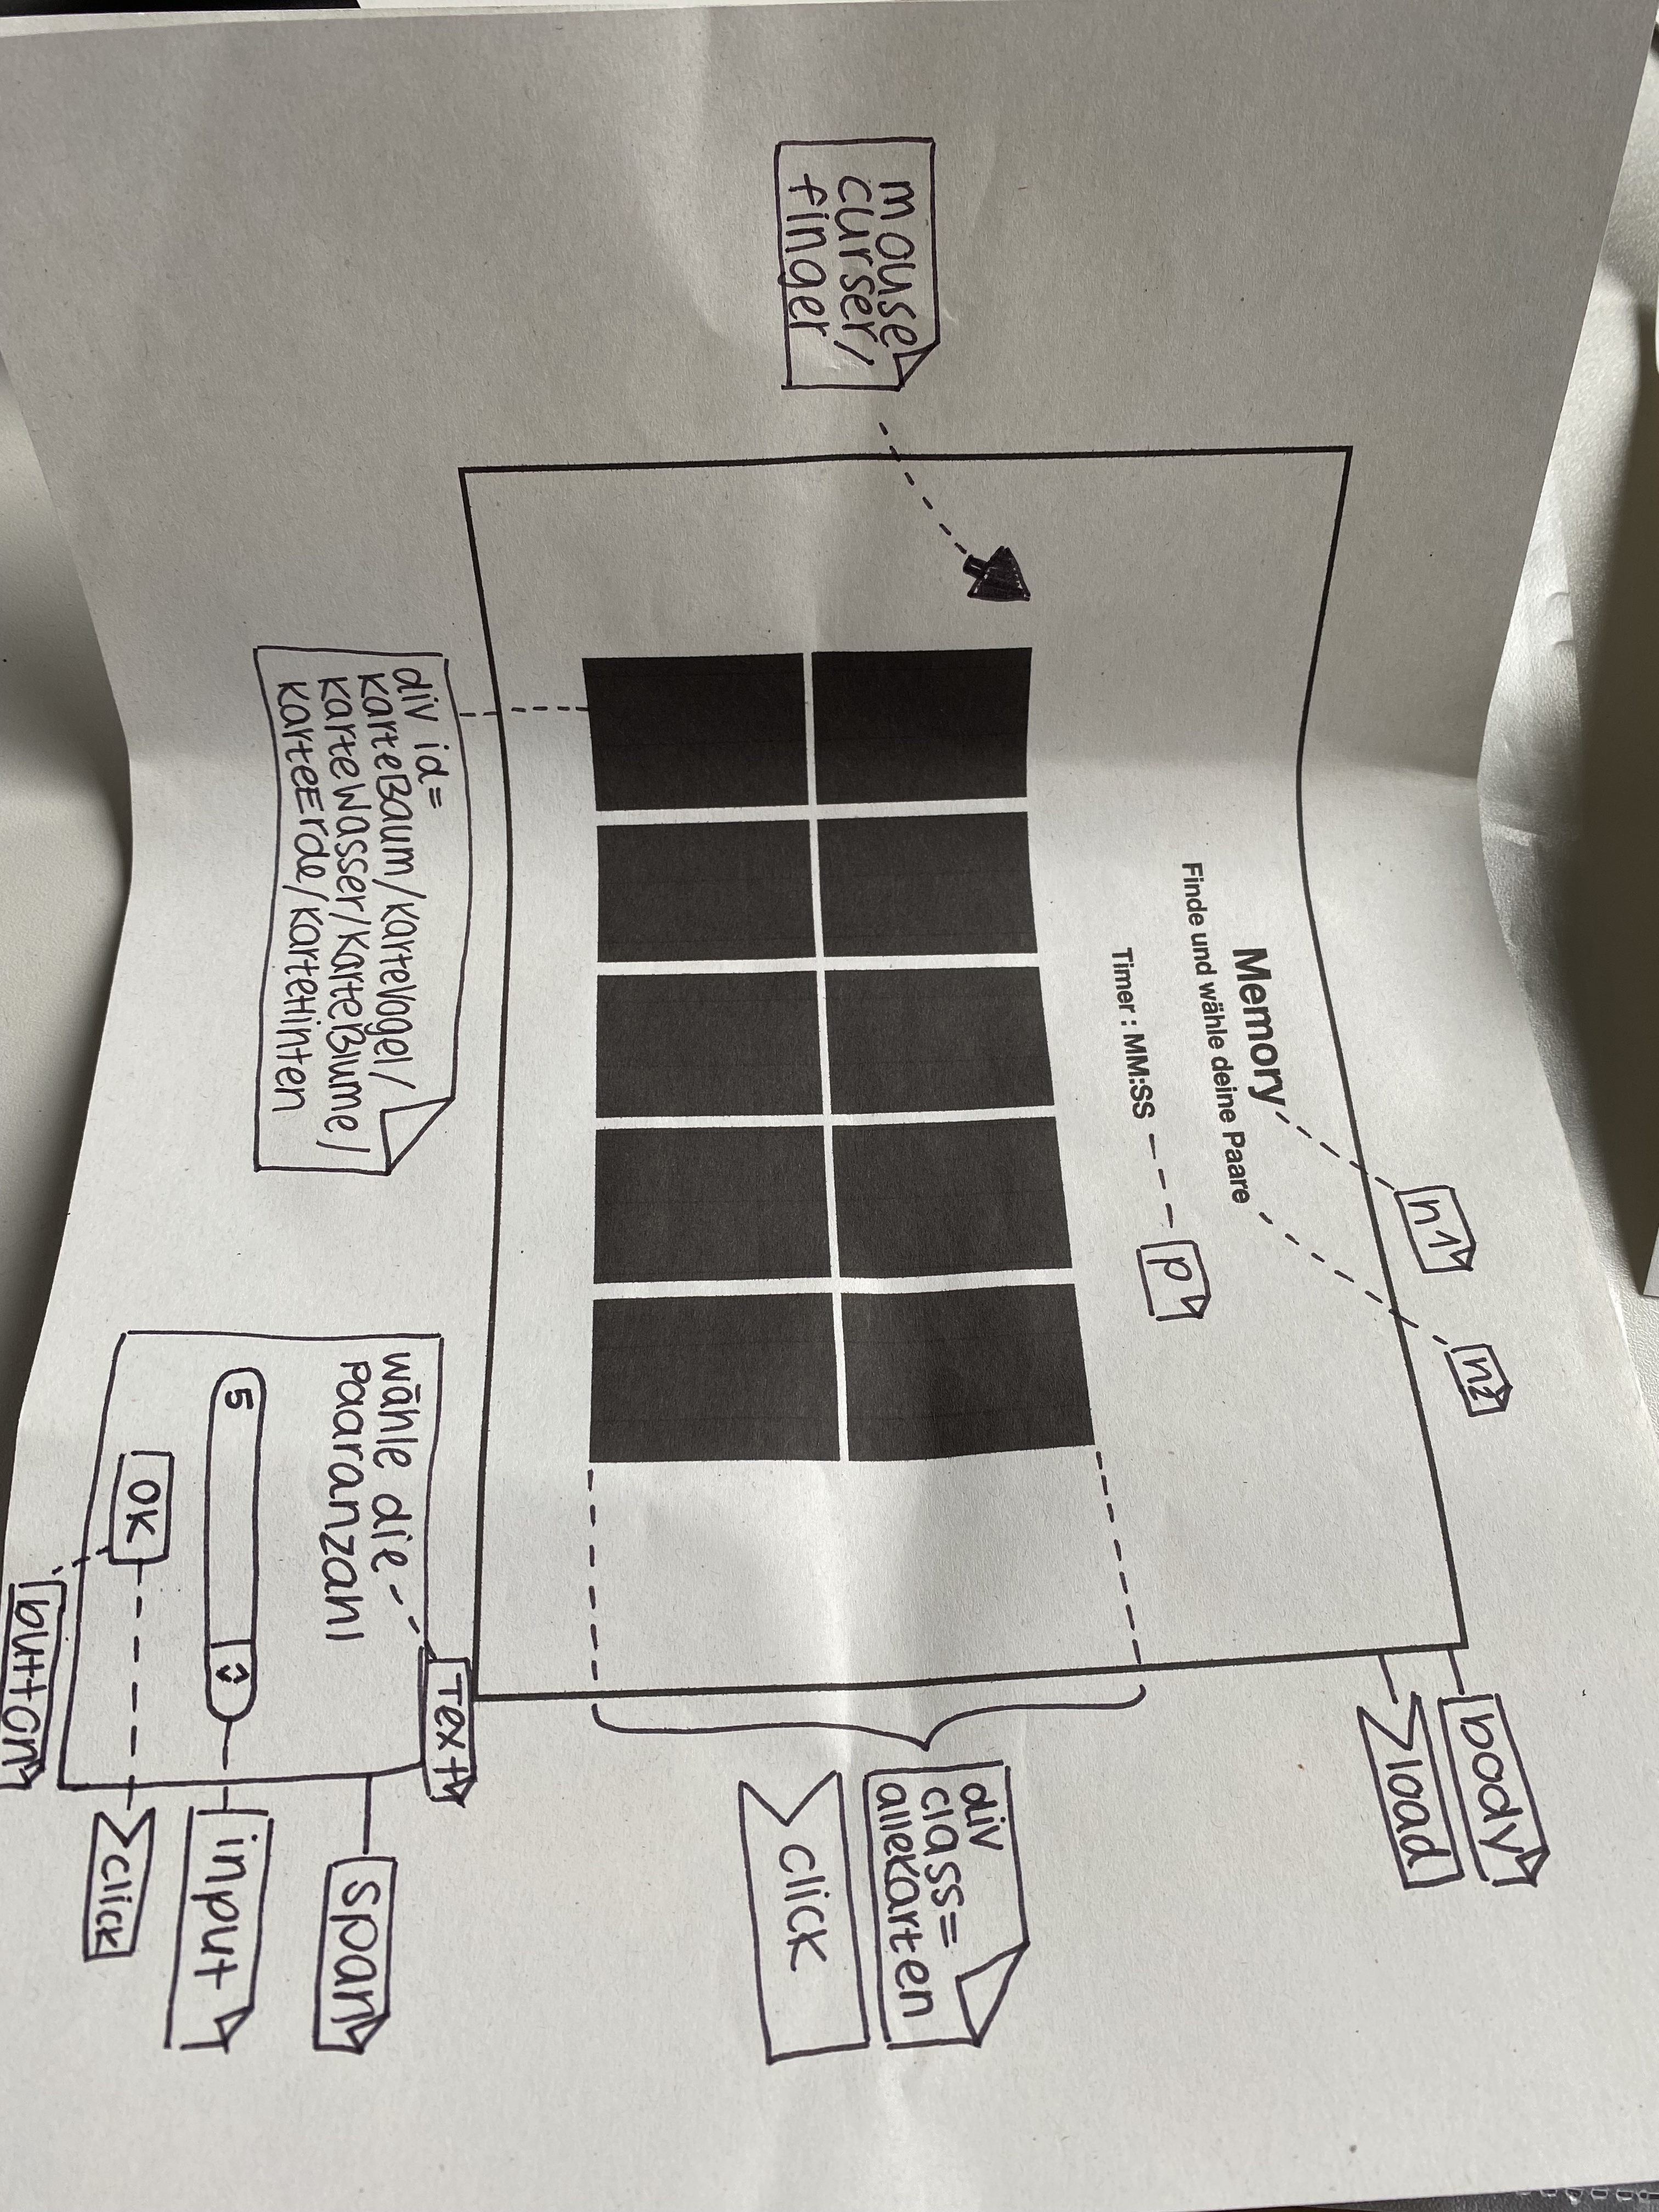 body
load
h1
h2
Memory
Finde und wähle deine Paare
Timer : MM:SS
p
mouse
curser/
finger
div
class=
alleKarten
click
div id=
KarteBaum/KarteVogel/
KarteWasser/KarteBlume/
KarteErde/KarteHinten
Text
wähle die
Paaranzahl
span
5
input
OK
click
button